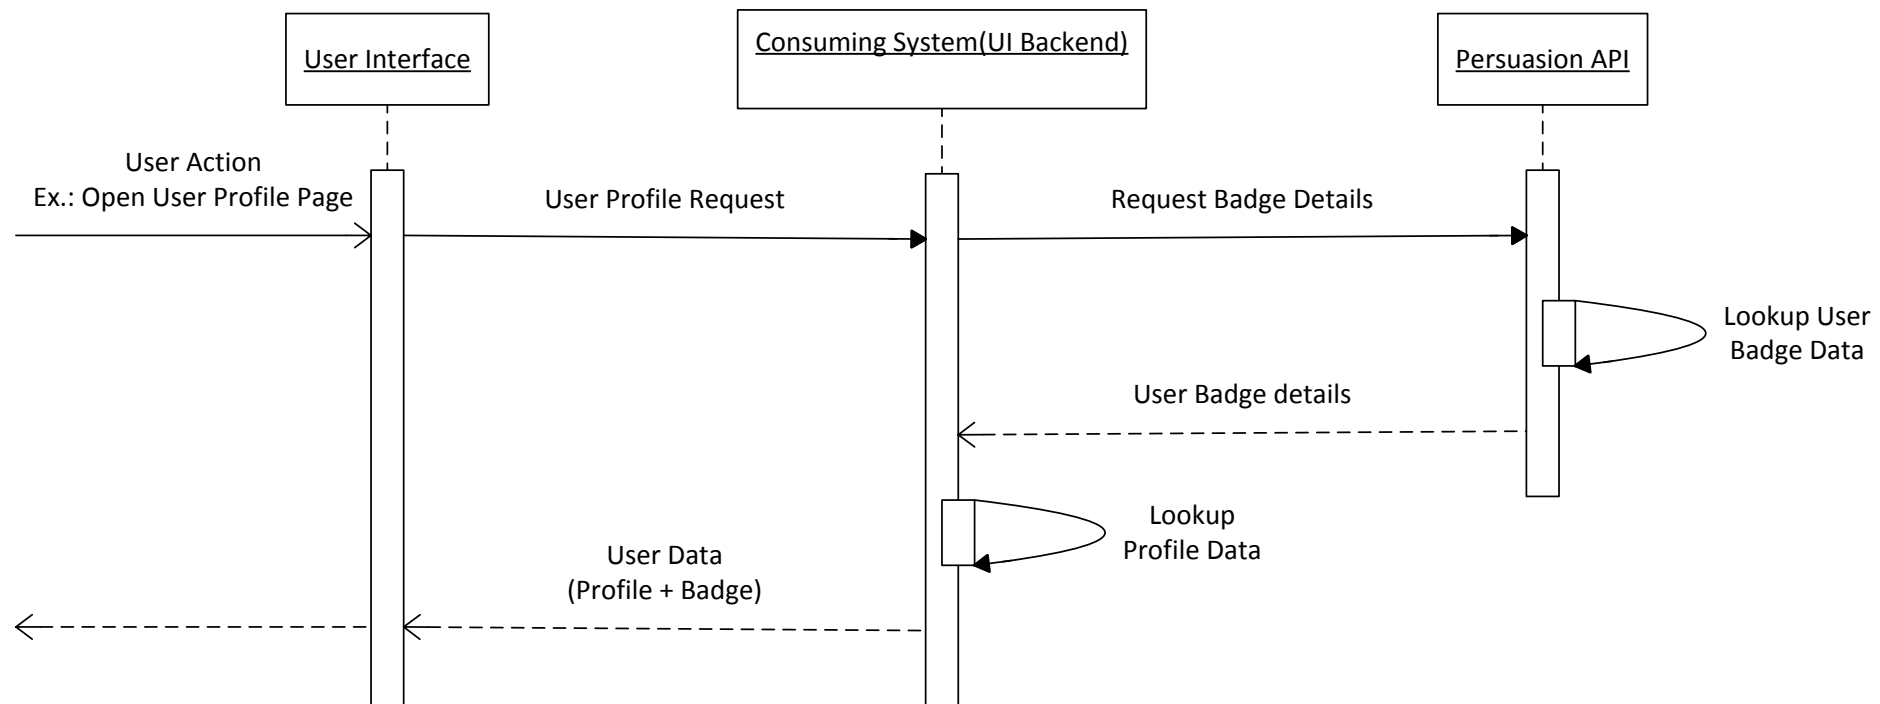 User Interface
Consuming System(UI Backend)
Persuasion API
User Action
Ex.: Open User Profile Page
User Profile Request
Request Badge Details
Lookup User
Badge Data
User Badge details
Lookup
Profile Data
User Data
(Profile + Badge)